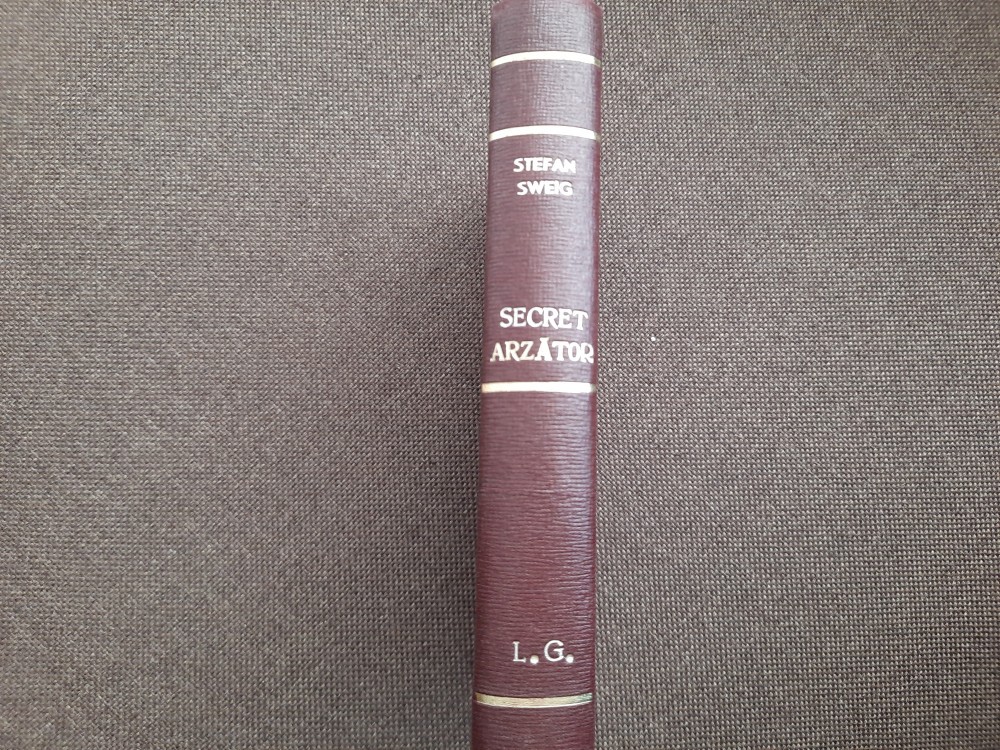 STEFAN
SWEIG
SECRET
ARZĂTOR
L.G.